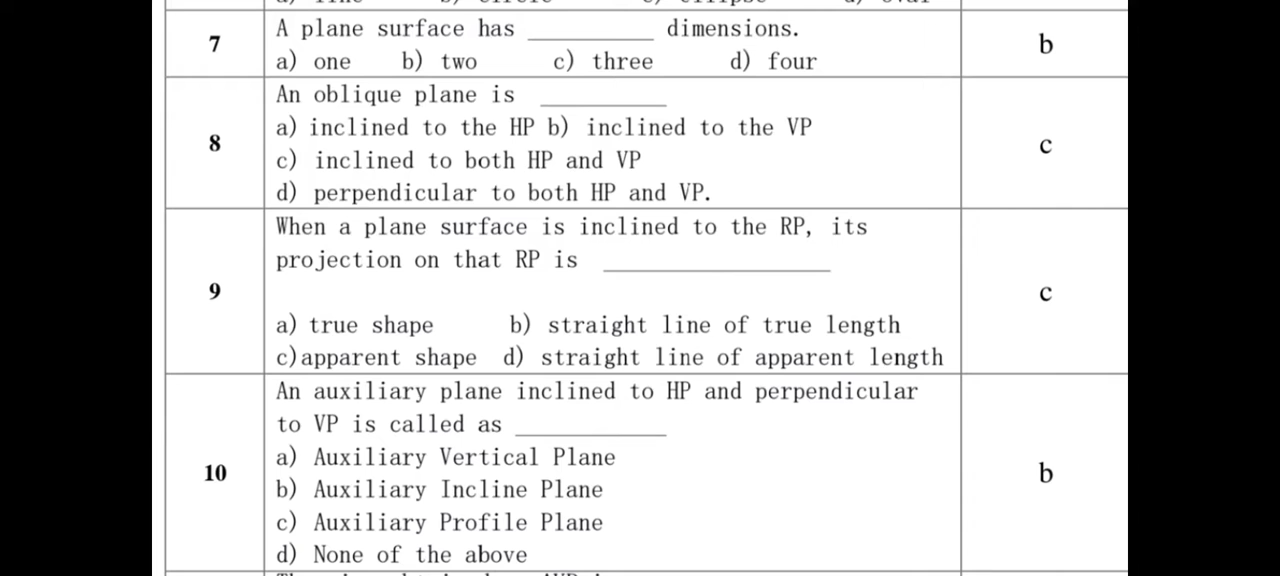 7
A plane surface has __________ dimensions.
a) one b) two c) three d) four
b
8
An oblique plane is __________
a) inclined to the HP b) inclined to the VP
c) inclined to both HP and VP
d) perpendicular to both HP and VP.
c
9
When a plane surface is inclined to the RP, its
projection on that RP is __________________
a) true shape b) straight line of true length
c)apparent shape d) straight line of apparent length
c
10
An auxiliary plane inclined to HP and perpendicular
to VP is called as ____________
a) Auxiliary Vertical Plane
b) Auxiliary Incline Plane
c) Auxiliary Profile Plane
d) None of the above
b